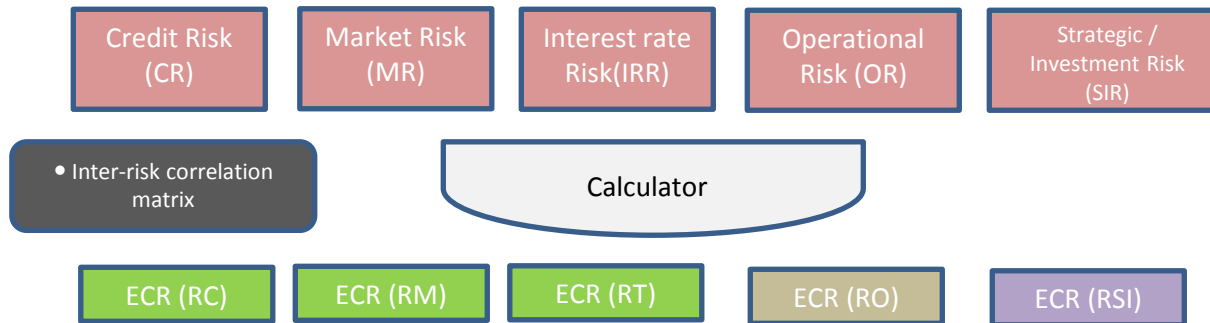 Credit Risk
(CR)
Market Risk
(MR)
Interest rate
Risk(IRR)
Operational
Risk (OR)
Strategic /
Investment Risk
(SIR)
• Inter-risk correlation
matrix
Calculator
ECR (RC)
ECR (RM)
ECR (RT)
ECR (RO)
ECR (RSI)